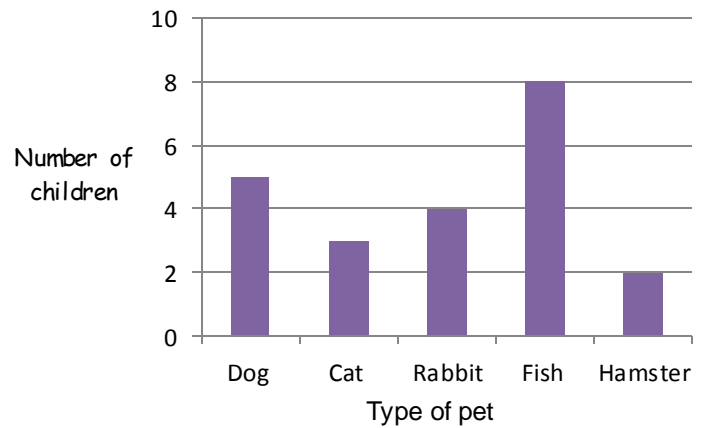 10
8
6
4
2
0
Number of
children
Dog Cat Rabbit Fish Hamster
Type of pet